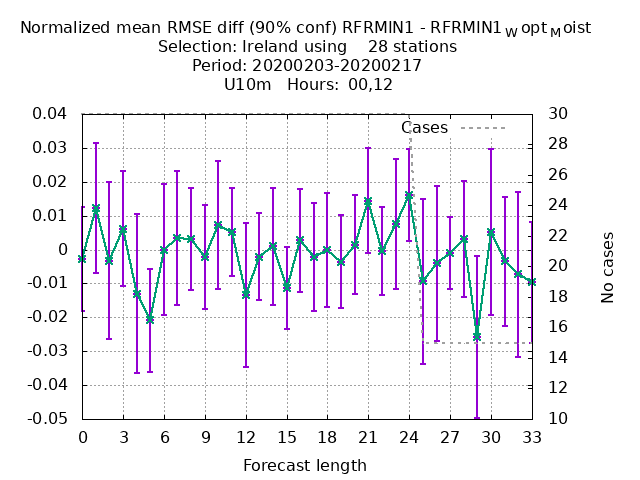 Normalized mean RMSE diff (90% conf) RFRMIN1 - RFRMIN1WoptMoist
Selection: Ireland using 28 stations
Period: 20200203-20200217
U10m Hours: 00,12
0.04
0.03
0.02
0.01
0
-0.01
-0.02
-0.03
-0.04
-0.05
Cases
30
28
26
24
22
20
18
16
14
12
10
No cases
0 3 6 9 12 15 18 21 24 27 30 33
Forecast length